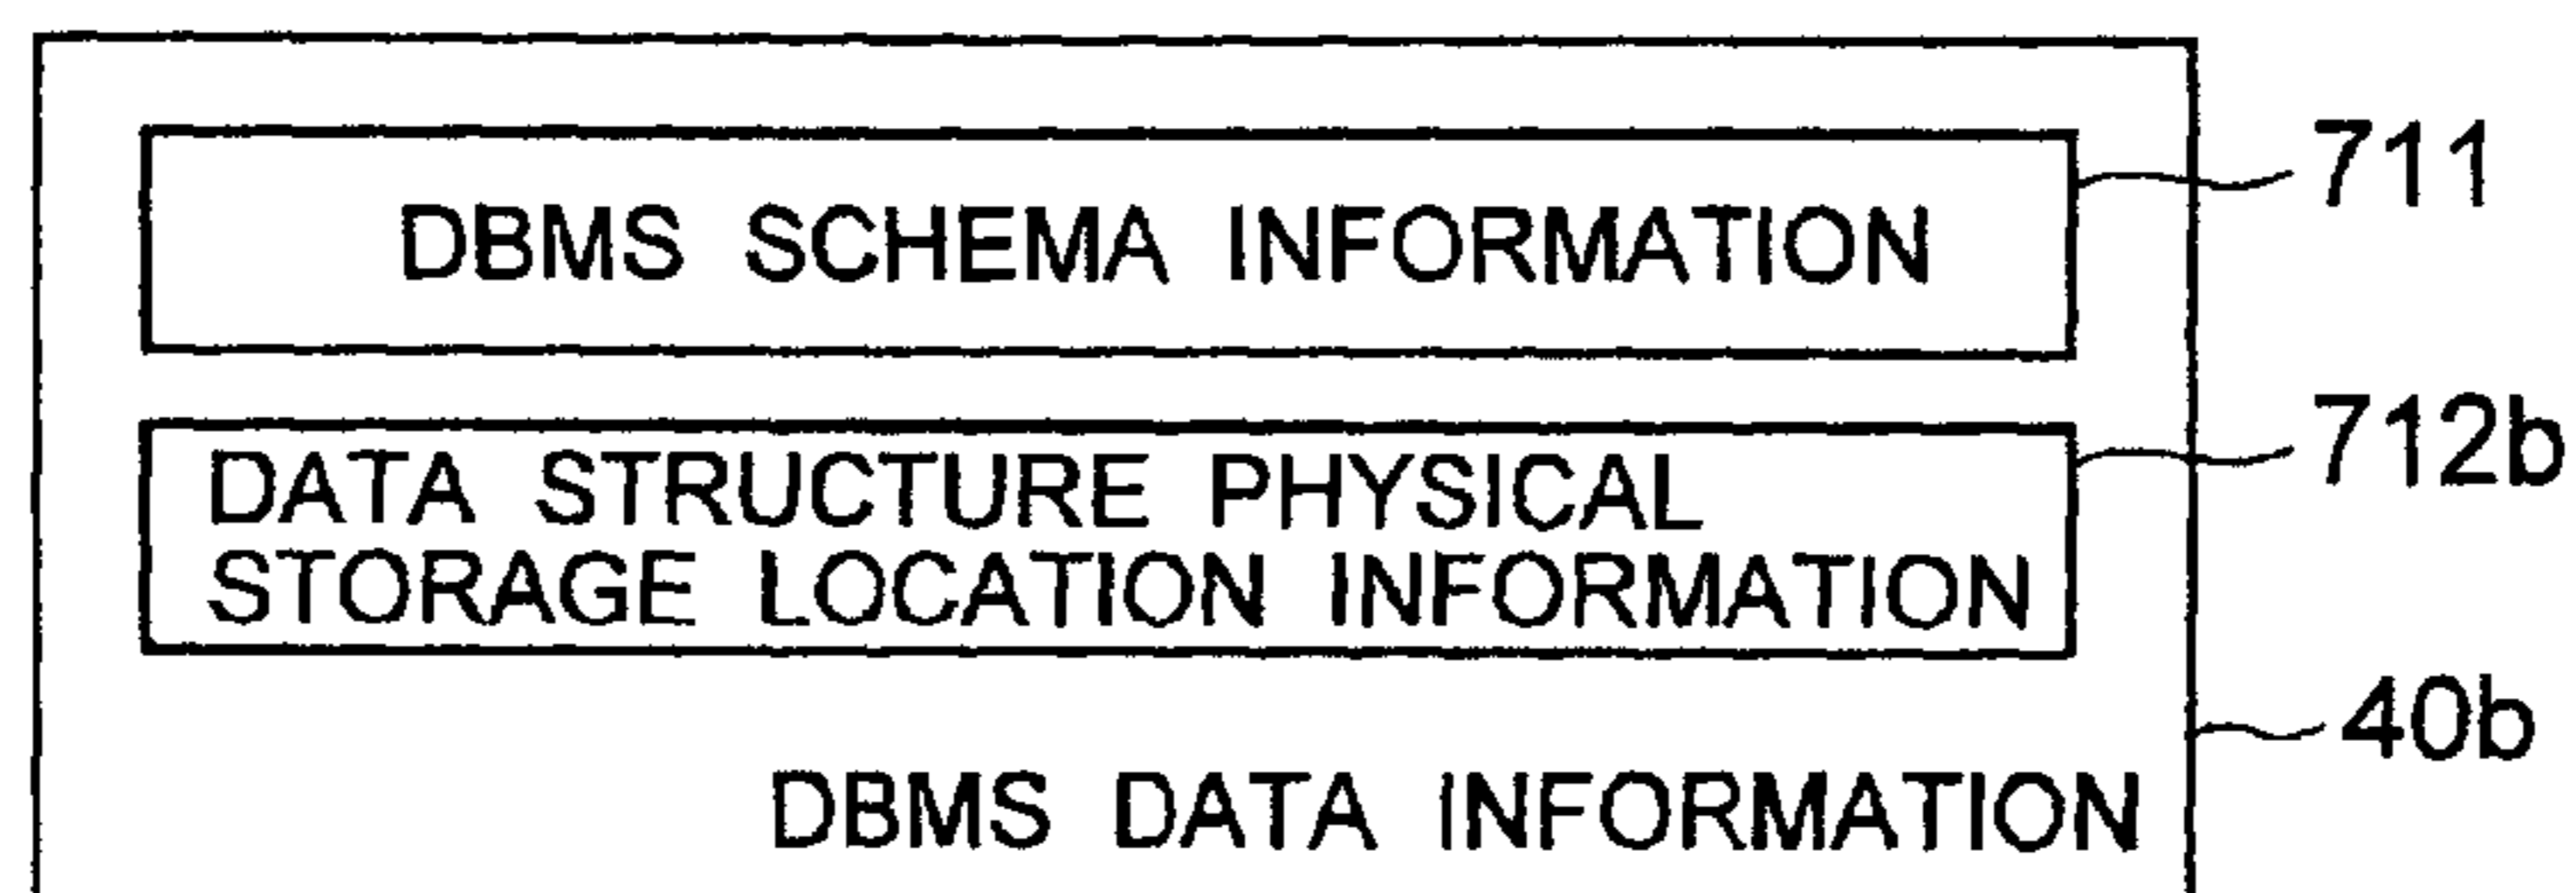 DBMS SCHEMA INFORMATION
711
DATA STRUCTURE PHYSICAL
STORAGE LOCATION INFORMATION
712b
40b
DBMS DATA INFORMATION